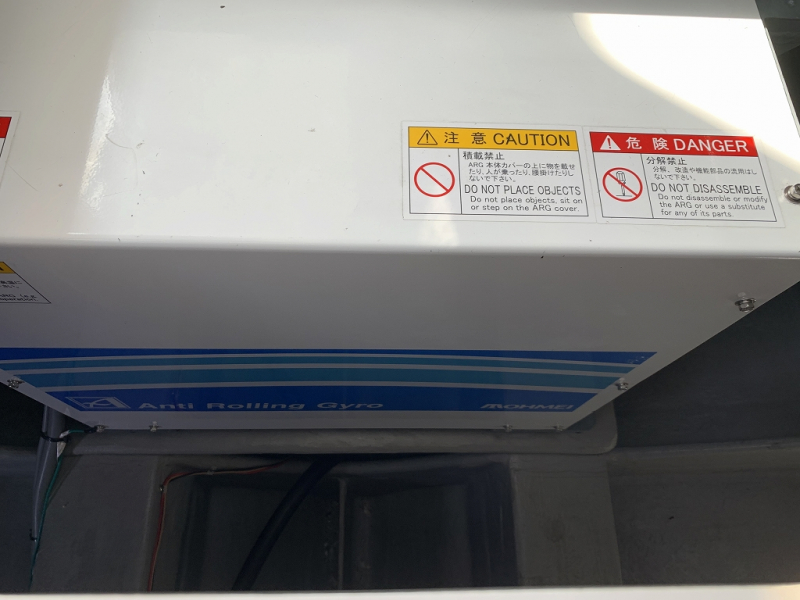 注 意 CAUTION
積載禁止
ARG 本体カバーの上に物を載せ
たり、人が乗ったり、腰掛けたりし
ないで下さい。
DO NOT PLACE OBJECTS
Do not place objects, sit on
or step on the ARG cover.
危 険 DANGER
分解禁止
分解、改造や機能部品の流用はし
ないで下さい。
DO NOT DISASSEMBLE
Do not disassemble or modify
the ARG or use a substitute
for any of its parts.
Anti Rolling Gyro
OHMEI